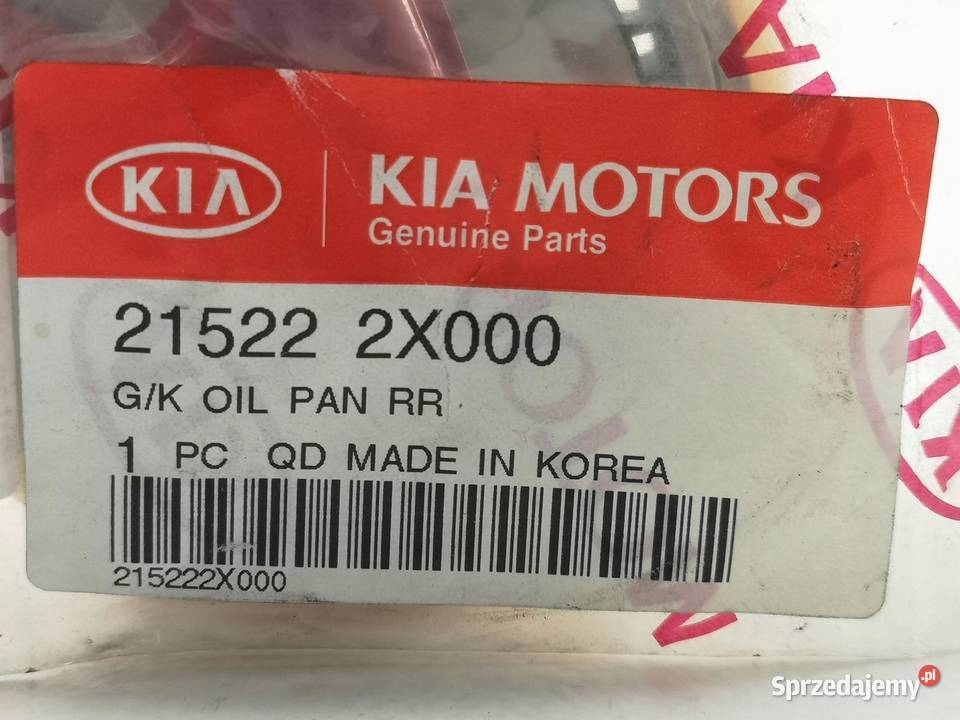 KIA
KIA MOTORS
Genuine Parts
21522 2X000
G/K OIL PAN RR
1 PC QD MADE IN KOREA
215222X000
KIA
Sprzedajemy.pl